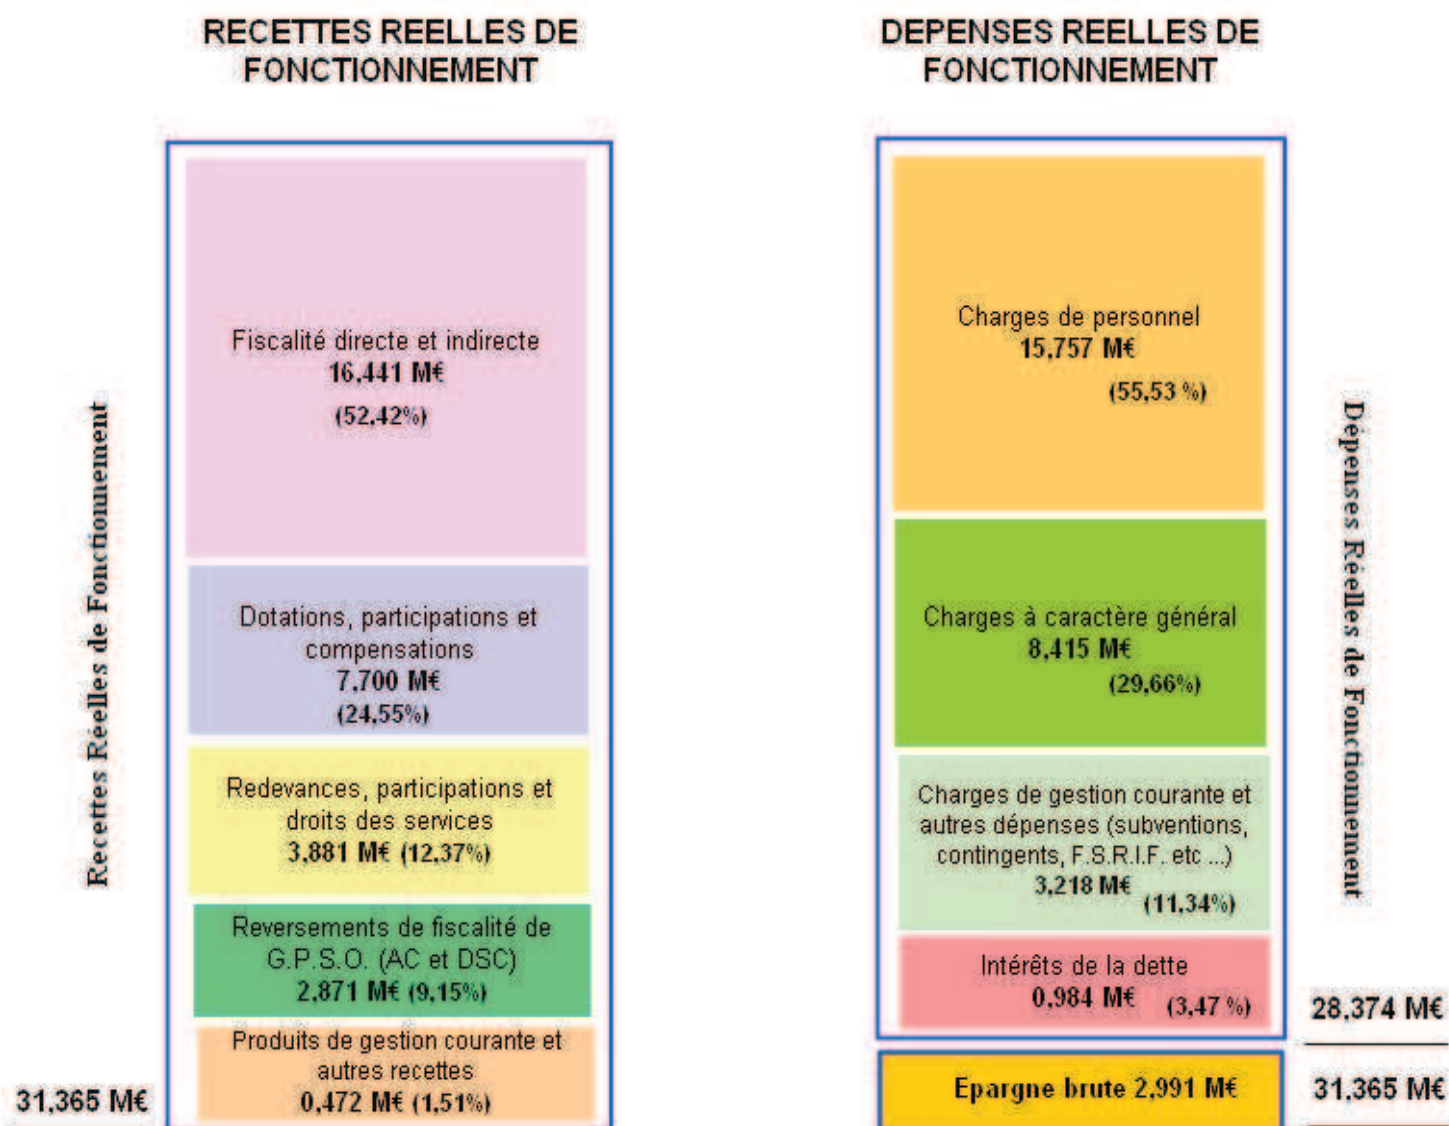 RECETTES REELLES DE
FONCTIONNEMENT
Recettes Réelles de Fonctionnement
Fiscalité directe et indirecte
16,441 M€
(52,42%)
Dotations, participations et
compensations
7,700 M€
(24,55%)
Redevances, participations et
droits des services
3,881 M€ (12,37%)
Reversements de fiscalité de
G.P.S.O. (AC et DSC)
2,871 M€ (9,15%)
Produits de gestion courante et
autres recettes
0,472 M€ (1,51%)
31,365 M€
DEPENSES REELLES DE
FONCTIONNEMENT
Charges de personnel
15,757 M€
(55,53 %)
Charges à caractère général
8,415 M€
(29,66%)
Charges de gestion courante et
autres dépenses (subventions,
contingents, F.S.R.I.F. etc ...)
3,218 M€
(11,34%)
Intérêts de la dette
0,984 M€ (3,47 %)
Epargne brute 2,991 M€
Dépenses Réelles de Fonctionnement
28,374 M€
31,365 M€